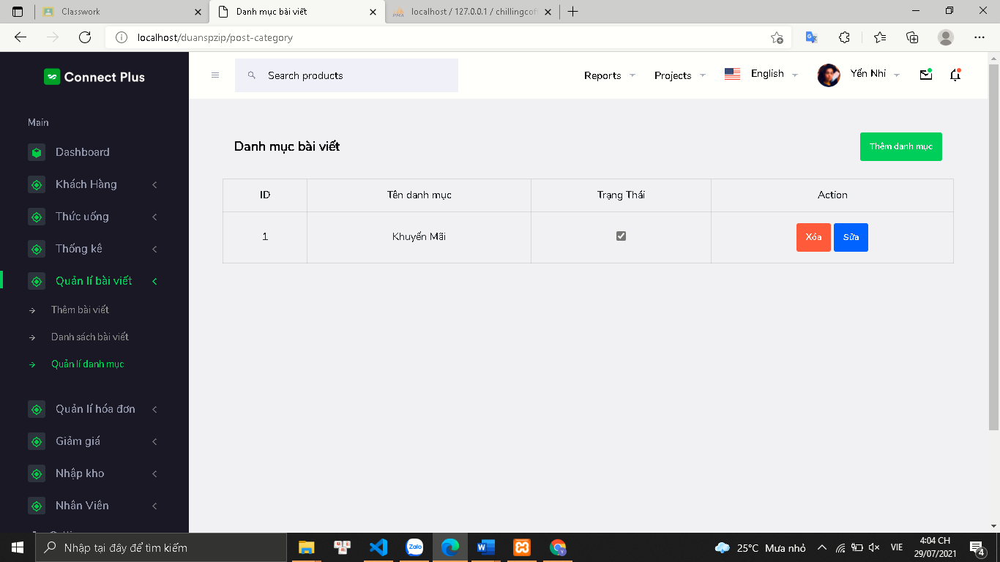 Classwork
Danh mục bài viết
localhost / 127.0.0.1 / chillingcoff
localhost/duanspzip/post-category
Connect Plus
Search products
Reports
Projects
English
Yến Nhi
Main
Dashboard
Khách Hàng
Thức uống
Thống kê
Quản lí bài viết
Thêm bài viết
Danh sách bài viết
Quản lí danh mục
Quản lí hóa đơn
Giảm giá
Nhập kho
Nhân Viên
Danh mục bài viết
Thêm danh mục
ID Tên danh mục Trạng Thái Action
1 Khuyến Mãi Xóa Sửa
Nhập tại đây để tìm kiếm
Zalo
25°C Mưa nhỏ
VIE
4:04 CH
29/07/2021
4